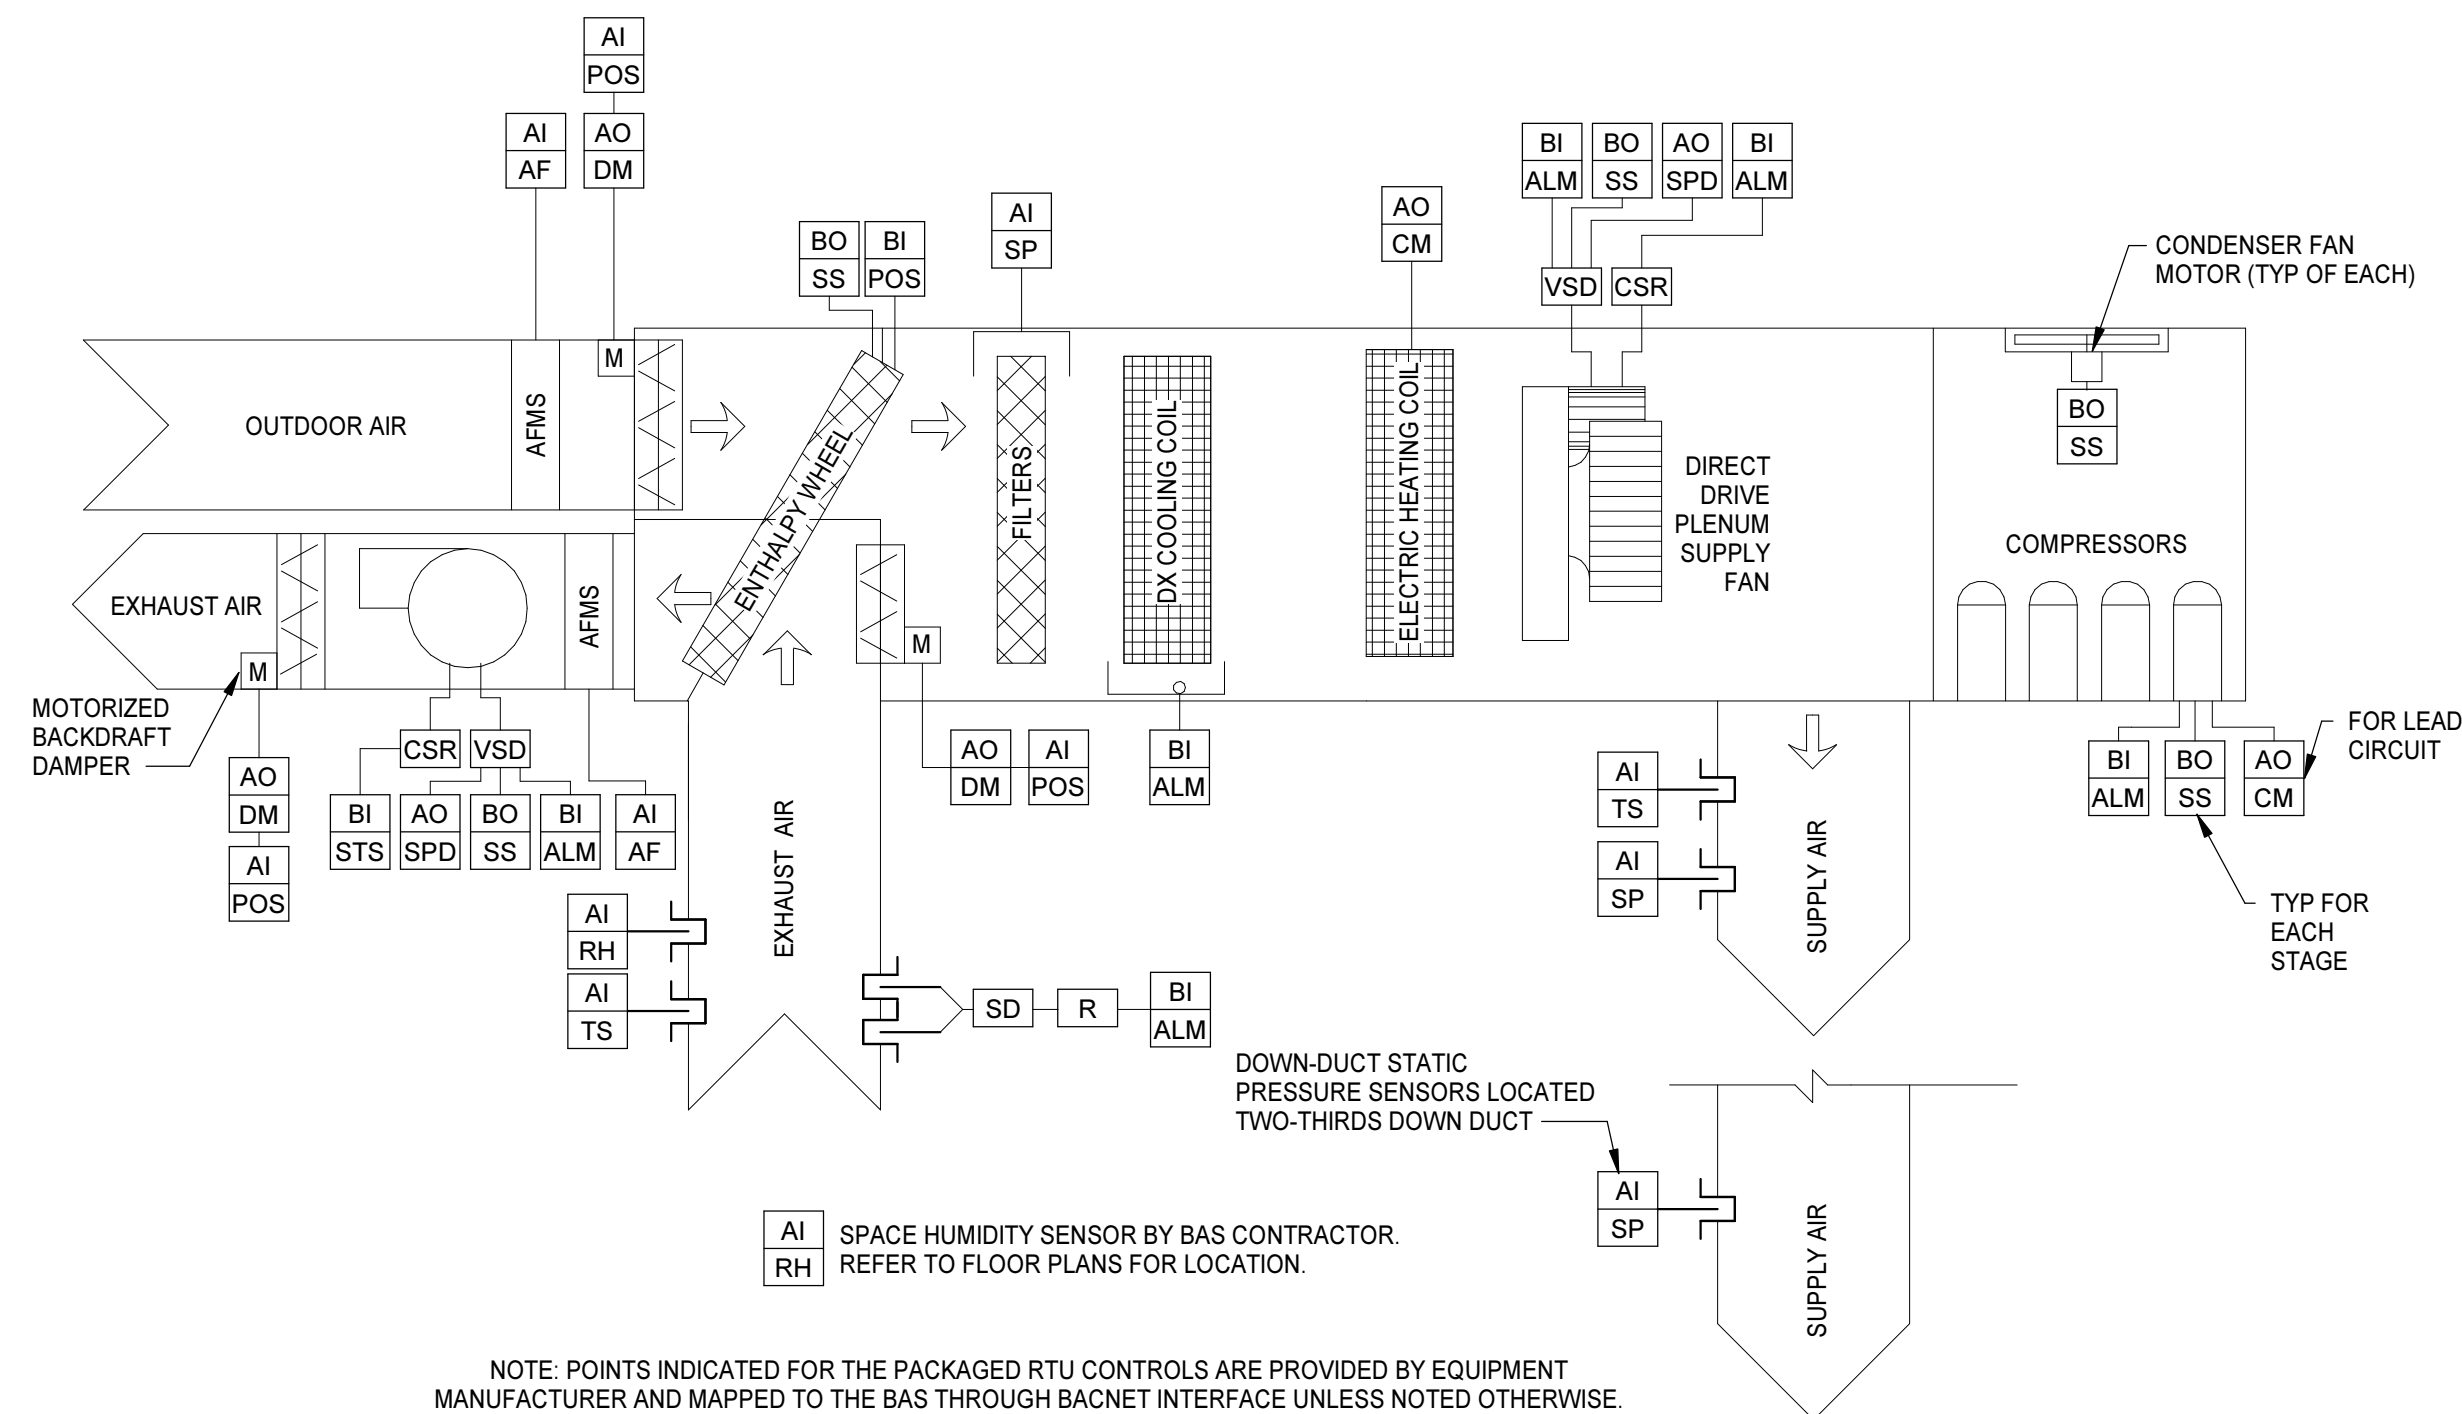 AI
POS
AI
AF
AO
DM
BI
ALM
BO
SS
AO
SPD
BI
ALM
AI
SP
AO
CM
BO
SS
BI
POS
CONDENSER FAN
MOTOR (TYP OF EACH)
VSD
CSR
M
BO
SS
OUTDOOR AIR
AFMS
ENTHALPY WHEEL
FILTERS
DX COOLING COIL
ELECTRIC HEATING COIL
DIRECT
DRIVE
PLENUM
SUPPLY
FAN
COMPRESSORS
EXHAUST AIR
AFMS
M
M
MOTORIZED
BACKDRAFT
DAMPER
CSR
VSD
AO
DM
AI
POS
BI
ALM
FOR LEAD
CIRCUIT
BI
ALM
BO
SS
AO
CM
AO
DM
AI
POS
BI
STS
AO
SPD
BO
SS
BI
ALM
AI
AF
EXHAUST AIR
AI
TS
AI
SP
SUPPLY AIR
TYP FOR
EACH
STAGE
AI
RH
AI
TS
SD
R
BI
ALM
DOWN-DUCT STATIC
PRESSURE SENSORS LOCATED
TWO-THIRDS DOWN DUCT
AI
SP
SUPPLY AIR
AI
RH
SPACE HUMIDITY SENSOR BY BAS CONTRACTOR.
REFER TO FLOOR PLANS FOR LOCATION.
NOTE: POINTS INDICATED FOR THE PACKAGED RTU CONTROLS ARE PROVIDED BY EQUIPMENT
MANUFACTURER AND MAPPED TO THE BAS THROUGH BACNET INTERFACE UNLESS NOTED OTHERWISE.